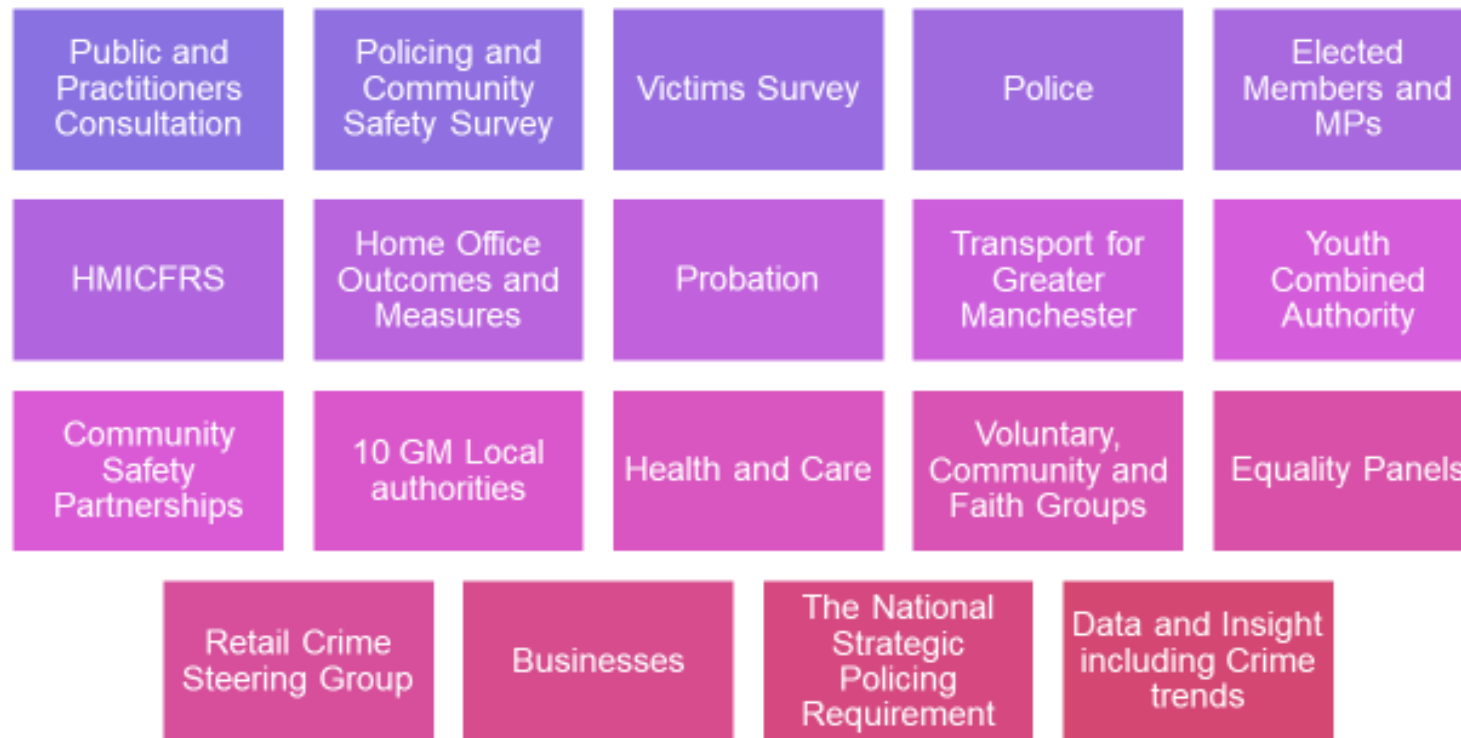 Public and
Practitioners
Consultation
Policing and
Community
Safety Survey
Victims Survey
Police
Elected
Members and
MPs
HMICFRS
Home Office
Outcomes and
Measures
Probation
Transport for
Greater
Manchester
Youth
Combined
Authority
Community
Safety
Partnerships
10 GM Local
authorities
Health and Care
Voluntary,
Community and
Faith Groups
Equality Panels
Retail Crime
Steering Group
Businesses
The National
Strategic
Policing
Requirement
Data and Insight
including Crime
trends